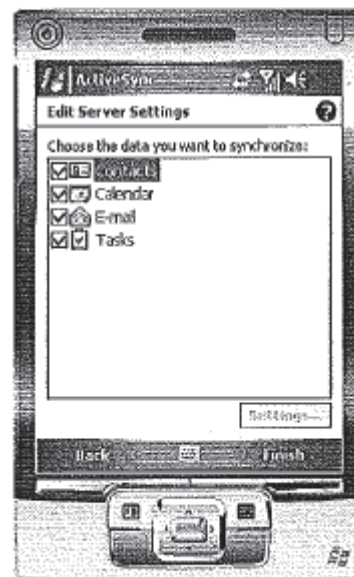 ActiveSync
Edit Server Settings
Choose the data you want to synchronize:
Contacts
Calendar
E-mail
Tasks
Settings...
Back Finish